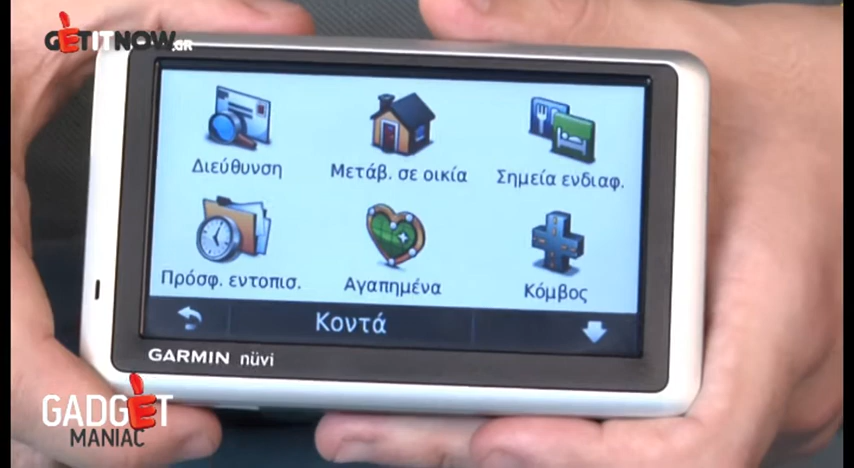 GETITNOW.GR
Διεύθυνση
Μετάβ. σε οικία
Σημεία ενδιαφ.
Πρόσφ. εντοπισ.
Αγαπημένα
Κόμβος
Κοντά
GARMIN nüvi
GADGET
MANIAC